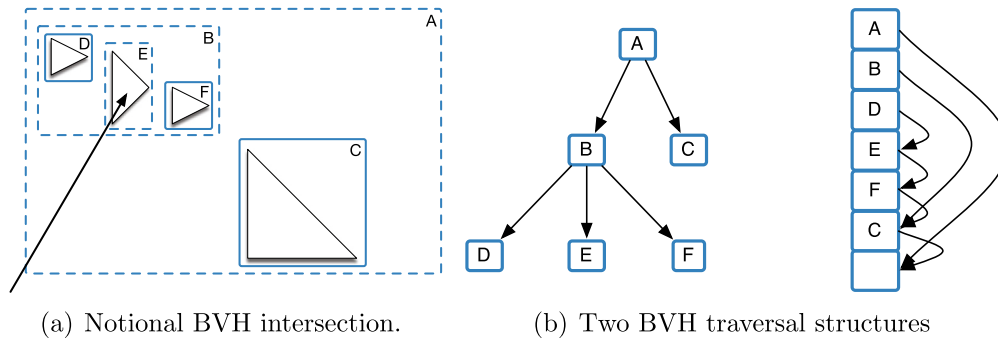 A
B
D
E
F
C
(a) Notional BVH intersection.
A
B
C
D
E
F
A
B
D
E
F
C
(b) Two BVH traversal structures